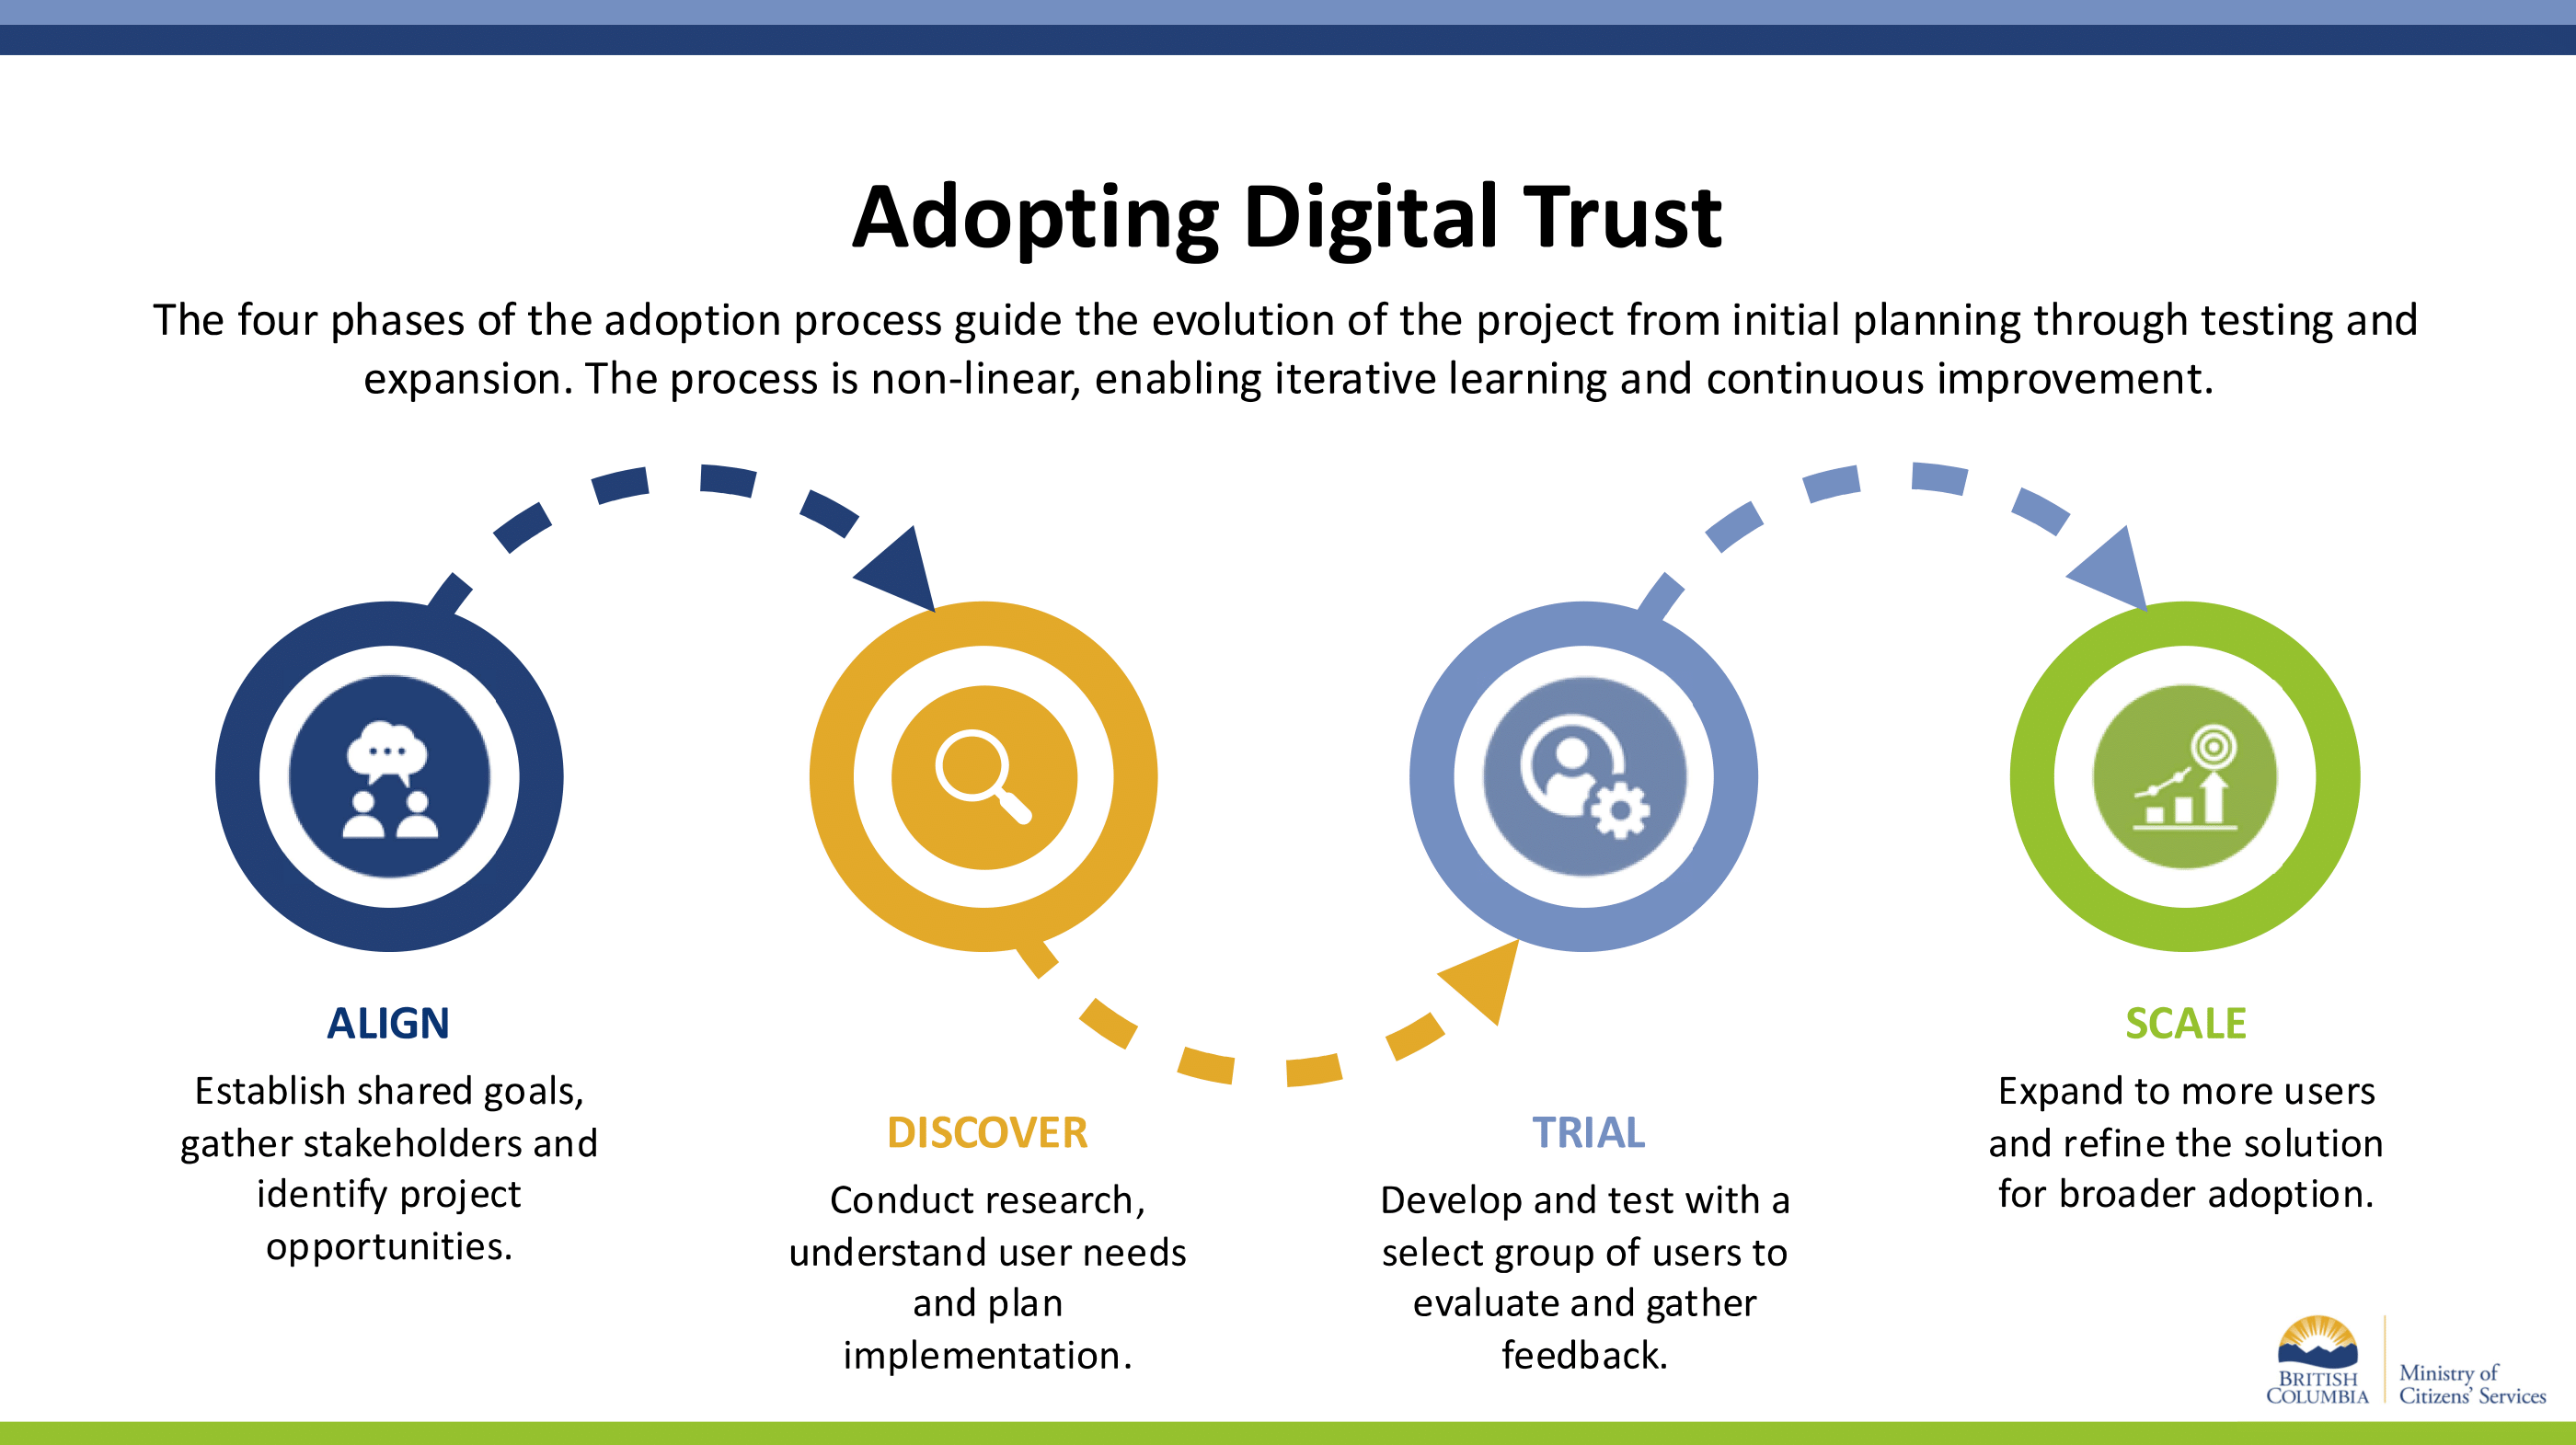 Adopting Digital Trust
The four phases of the adoption process guide the evolution of the project from initial planning through testing and
expansion. The process is non-linear, enabling iterative learning and continuous improvement.
ALIGN
Establish shared goals,
gather stakeholders and
identify project
opportunities.
DISCOVER
Conduct research,
understand user needs
and plan
implementation.
TRIAL
Develop and test with a
select group of users to
evaluate and gather
feedback.
SCALE
Expand to more users
and refine the solution
for broader adoption.
BRITISH
COLUMBIA
Ministry of
Citizens' Services